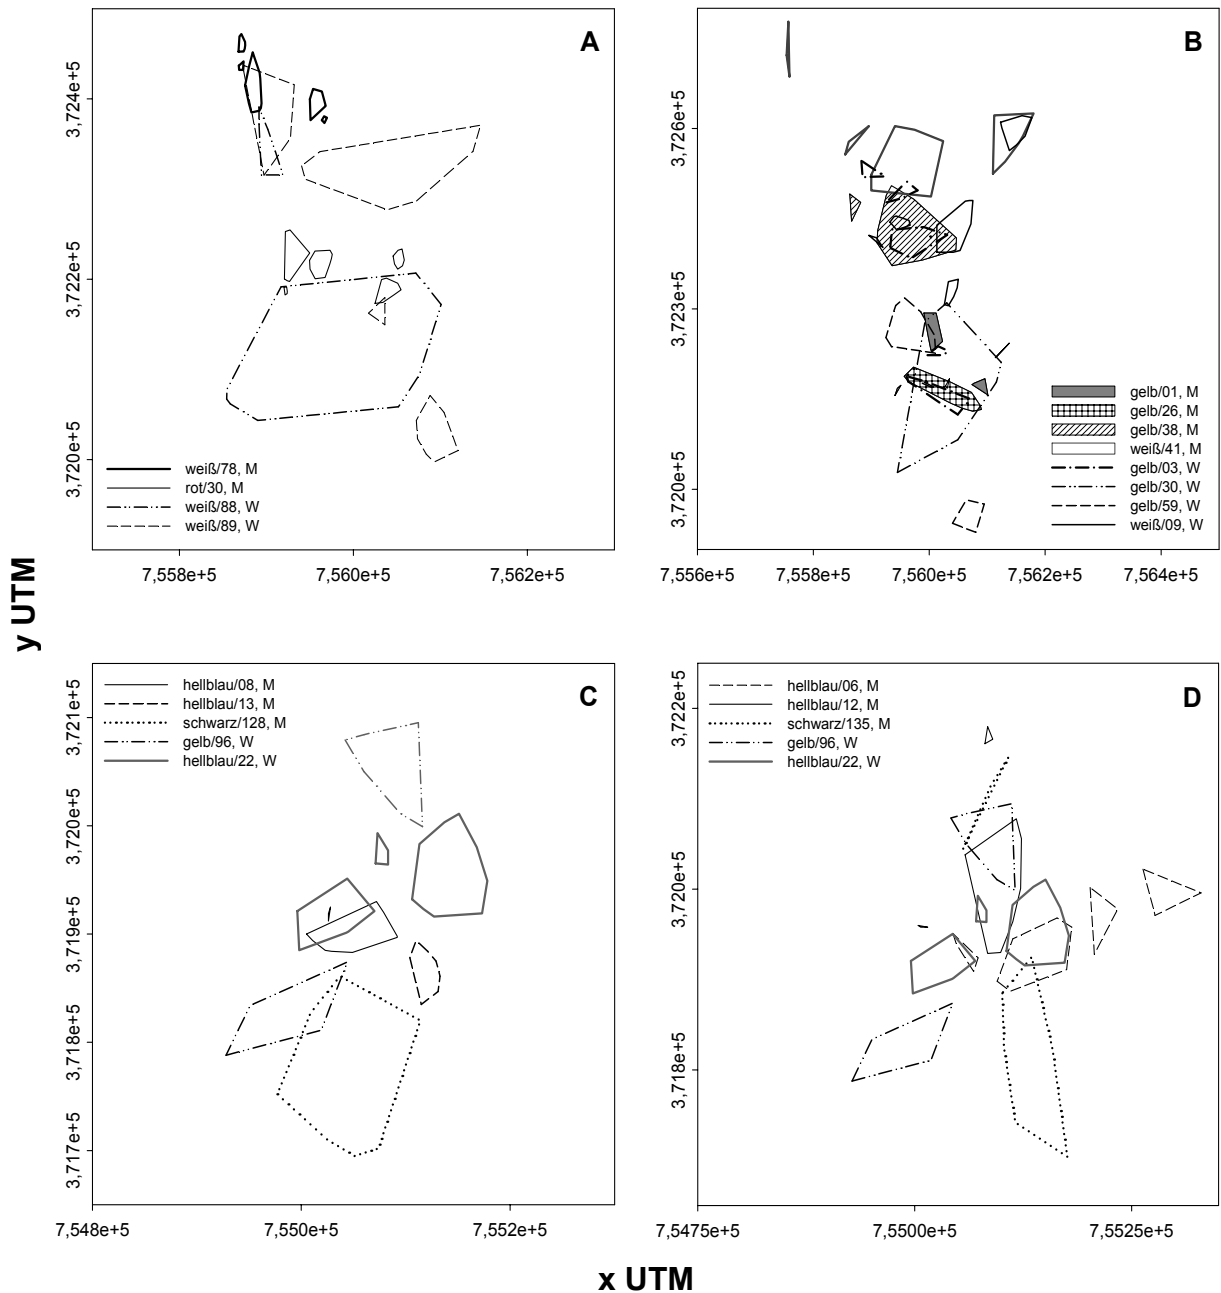 A
3,724e+5
3,722e+5
3,720e+5
weiß/78, M
rot/30, M
weiß/88, W
weiß/89, W
7,558e+5 7,560e+5 7,562e+5
B
3,726e+5
3,723e+5
3,720e+5
gelb/01, M
gelb/26, M
gelb/38, M
weiß/41, M
gelb/03, W
gelb/30, W
gelb/59, W
weiß/09, W
7,556e+5 7,558e+5 7,560e+5 7,562e+5 7,564e+5
y UTM
C
hellblau/08, M
hellblau/13, M
schwarz/128, M
gelb/96, W
hellblau/22, W
3,721e+5
3,720e+5
3,719e+5
3,718e+5
3,717e+5
7,548e+5 7,550e+5 7,552e+5
D
hellblau/06, M
hellblau/12, M
schwarz/135, M
gelb/96, W
hellblau/22, W
3,722e+5
3,720e+5
3,718e+5
7,5475e+5 7,5500e+5 7,5525e+5
x UTM